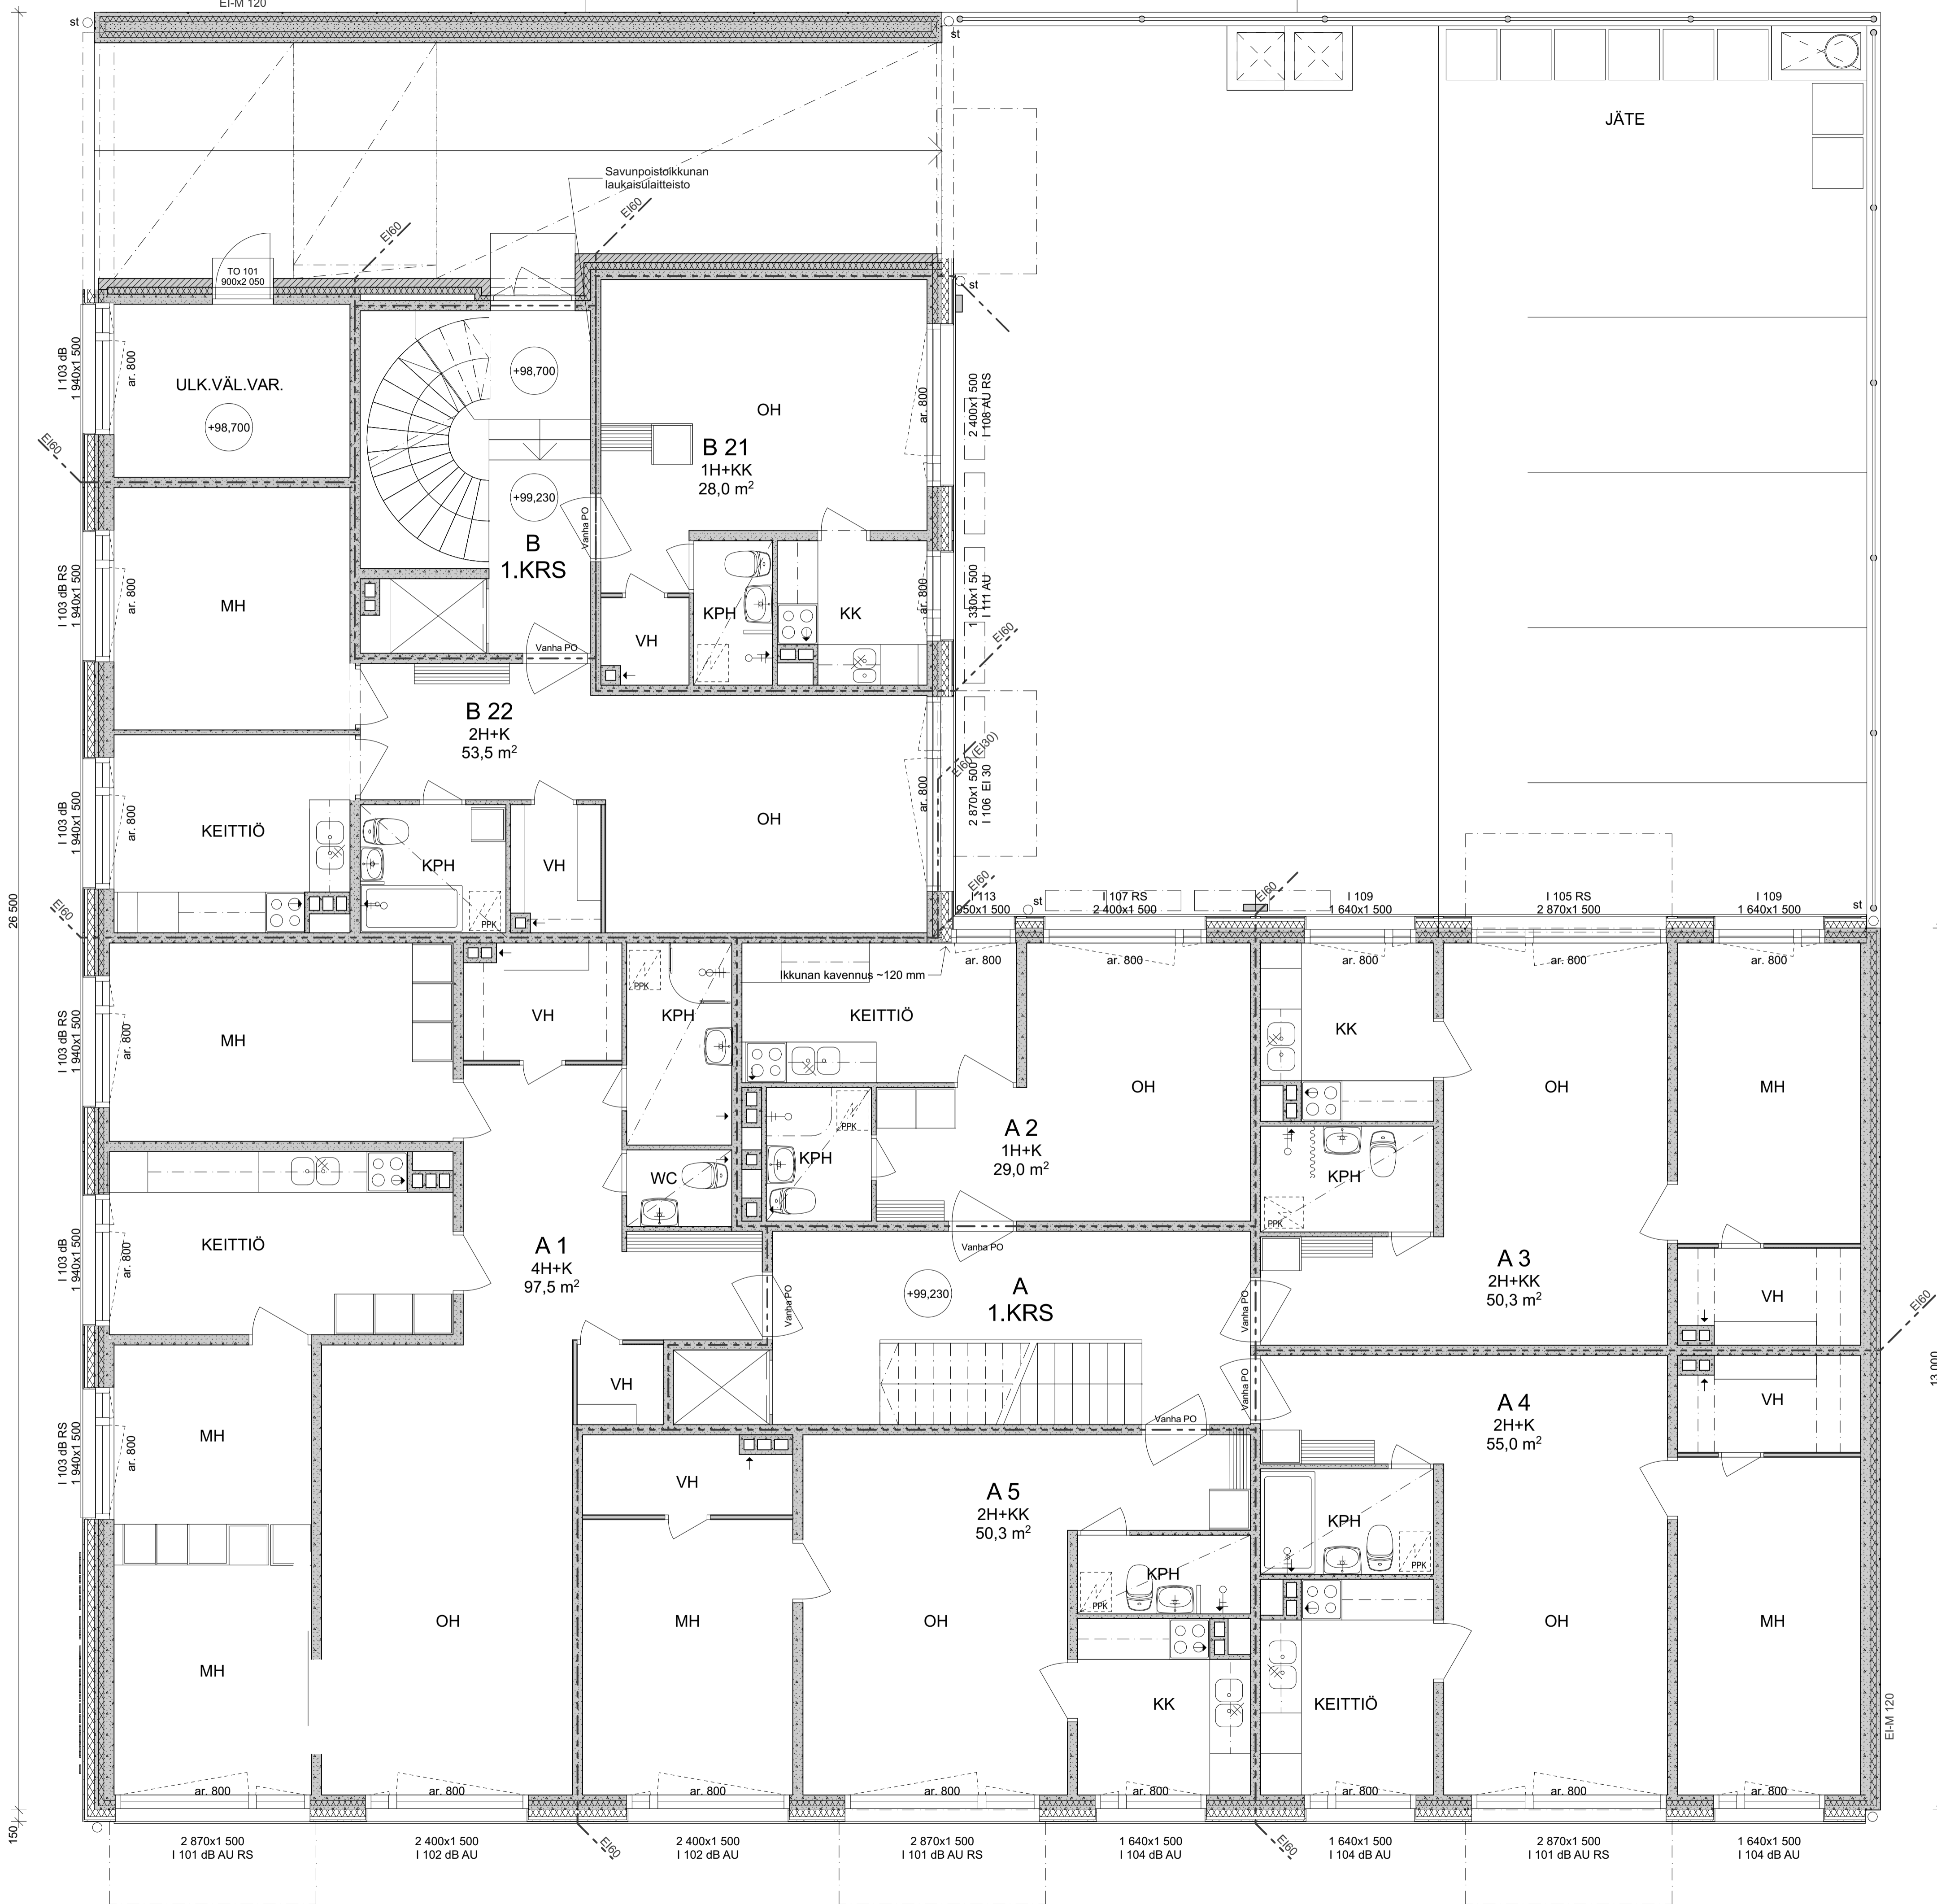 EI-M 120
st
st
JÄTE
Savunpoistoikkunan
laukaisulaitteisto
EI60
EI60
TO 101
900x2 050
st
I 103 dB
1 940x1 500
ar. 800
ULK.VÄL.VAR.
+98,700
+98,700
OH
ar. 800
2 400x1 500
I 108 AU RS
EI60
B 21
1H+KK
28,0 m²
+99,230
Vanha PO
B
1.KRS
I 103 dB RS
1 940x1 500
ar. 800
MH
KPH
KK
VH
ar. 800
1 330x1 500
I 111 AU
EI60
Vanha PO
B 22
2H+K
53,5 m²
EI60 (EI30)
I 103 dB
1 940x1 500
ar. 800
KEITTIÖ
KPH
PPK
VH
OH
ar. 800
2 870x1 500
I 106 EI 30
26 500
EI60
EI60
I 113
950x1 500
st
I 107 RS
2 400x1 500
EI60
I 109
1 640x1 500
I 105 RS
2 870x1 500
I 109
1 640x1 500
st
ar. 800
ar. 800
ar. 800
ar. 800
ar. 800
Ikkunan kavennus ~120 mm
I 103 dB RS
1 940x1 500
ar. 800
MH
VH
PPK
KPH
KEITTIÖ
KK
OH
OH
MH
PPK
A 2
1H+K
29,0 m²
KPH
WC
KPH
PPK
I 103 dB
1 940x1 500
ar. 800
KEITTIÖ
A 1
4H+K
97,5 m²
Vanha PO
Vanha PO
+99,230
A
1.KRS
Vanha PO
A 3
2H+KK
50,3 m²
VH
EI60
13 000
I 103 dB RS
1 940x1 500
ar. 800
MH
VH
Vanha PO
Vanha PO
A 4
2H+K
55,0 m²
VH
VH
A 5
2H+KK
50,3 m²
KPH
PPK
KPH
PPK
MH
OH
MH
OH
KK
KEITTIÖ
OH
MH
EI-M 120
ar. 800
ar. 800
ar. 800
ar. 800
ar. 800
ar. 800
ar. 800
ar. 800
150
2 870x1 500
I 101 dB AU RS
2 400x1 500
I 102 dB AU
EI60
2 400x1 500
I 102 dB AU
2 870x1 500
I 101 dB AU RS
1 640x1 500
I 104 dB AU
EI60
1 640x1 500
I 104 dB AU
2 870x1 500
I 101 dB AU RS
1 640x1 500
I 104 dB AU